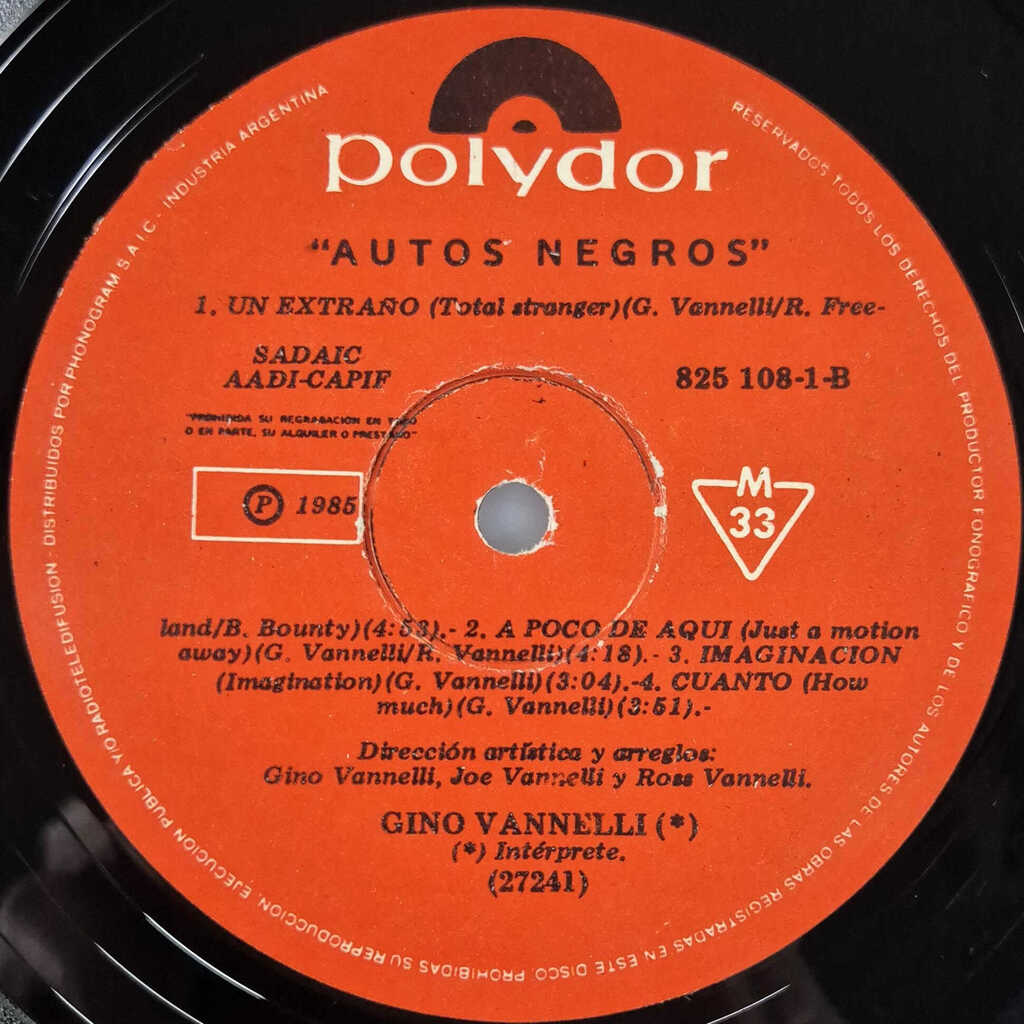 polydor
"AUTOS NEGROS"
1. UN EXTRAÑO (Total stranger)(G. Vannelli/R. Free-
SADAIC
AADI-CAPIF
825 108-1-B
"PROHIBIDA SU REGRABACION EN TODO
O EN PARTE, SU ALQUILER O PRESTAMO"
P 1985
M
33
land/B. Bounty)(4:53).- 2. A POCO DE AQUI (Just a motion
away)(G. Vannelli/R. Vannelli)(4:18).- 3. IMAGINACION
(Imagination)(G. Vannelli)(3:04).-4. CUANTO (How
much)(G. Vannelli)(3:51).-
Dirección artística y arreglos:
Gino Vannelli, Joe Vannelli y Ross Vannelli.
GINO VANNELLI (*)
(*) Intérprete.
(27241)
RESERVADOS TODOS LOS DERECHOS DEL PRODUCTOR FONOGRAFICO Y DE LOS AUTORES DE LAS OBRAS REGISTRADAS EN ESTE DISCO. PROHIBIDAS SU REPRODUCCION, EJECUCION PUBLICA Y/O RADIOTELEDIFUSION - DISTRIBUIDOS POR PHONOGRAM S.A.I.C. - INDUSTRIA ARGENTINA